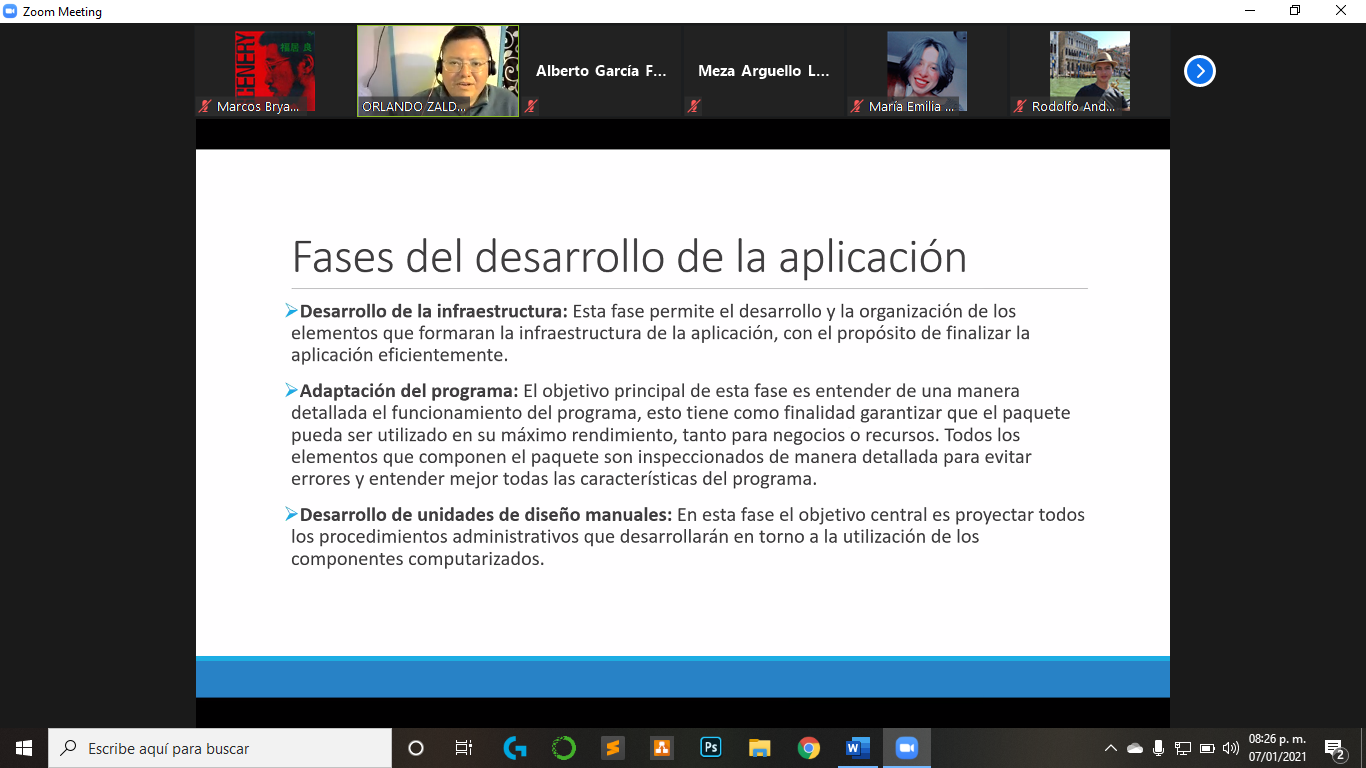 Zoom Meeting
CENERY
福居 良
Marcos Brya...
ORLANDO ZALD...
Alberto García F...
Meza Arguello L...
María Emilia ...
Rodolfo And...
Fases del desarrollo de la aplicación
Desarrollo de la infraestructura: Esta fase permite el desarrollo y la organización de los
elementos que formaran la infraestructura de la aplicación, con el propósito de finalizar la
aplicación eficientemente.
Adaptación del programa: El objetivo principal de esta fase es entender de una manera
detallada el funcionamiento del programa, esto tiene como finalidad garantizar que el paquete
pueda ser utilizado en su máximo rendimiento, tanto para negocios o recursos. Todos los
elementos que componen el paquete son inspeccionados de manera detallada para evitar
errores y entender mejor todas las características del programa.
Desarrollo de unidades de diseño manuales: En esta fase el objetivo central es proyectar todos
los procedimientos administrativos que desarrollarán en torno a la utilización de los
componentes computarizados.
Escribe aquí para buscar
Ps
W
08:26 p. m.
07/01/2021
2